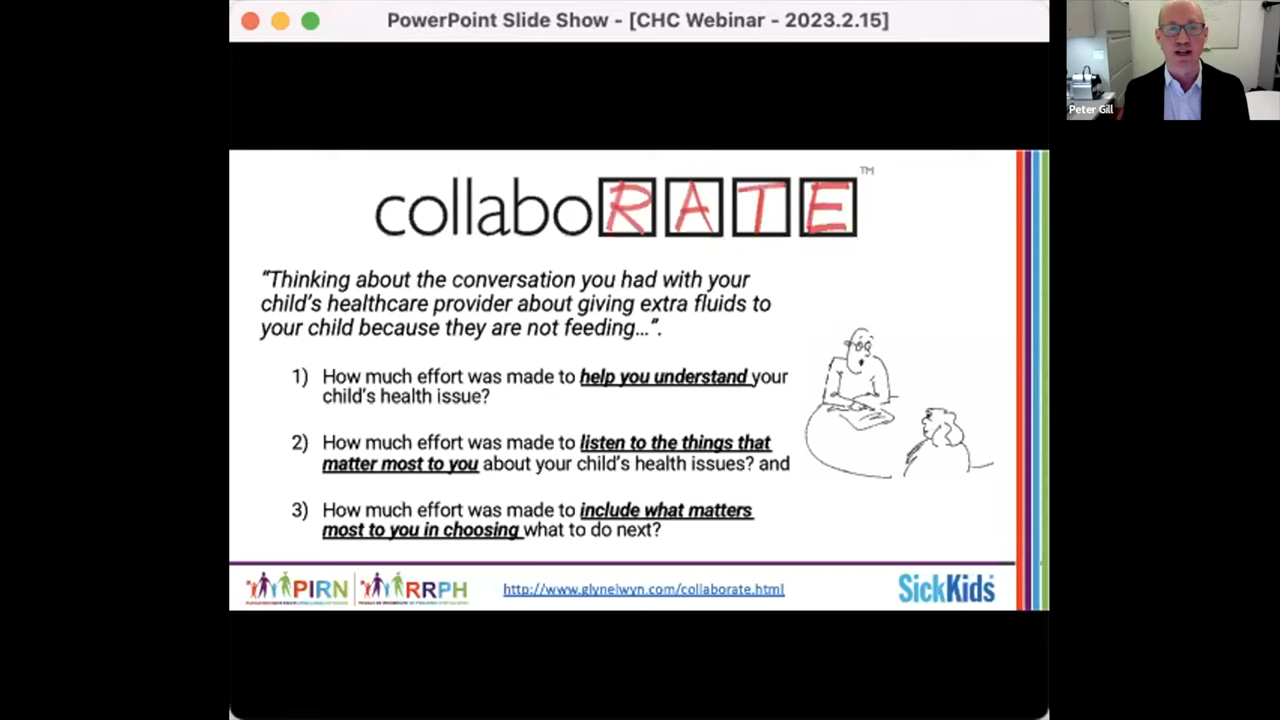 PowerPoint Slide Show - [CHC Webinar - 2023.2.15]
Peter Gill
collaboRATE™
“Thinking about the conversation you had with your
child’s healthcare provider about giving extra fluids to
your child because they are not feeding...”.
1) How much effort was made to help you understand your
child’s health issue?
2) How much effort was made to listen to the things that
matter most to you about your child’s health issues? and
3) How much effort was made to include what matters
most to you in choosing what to do next?
PIRN RRPH http://www.glynelwyn.com/collaborate.html SickKids